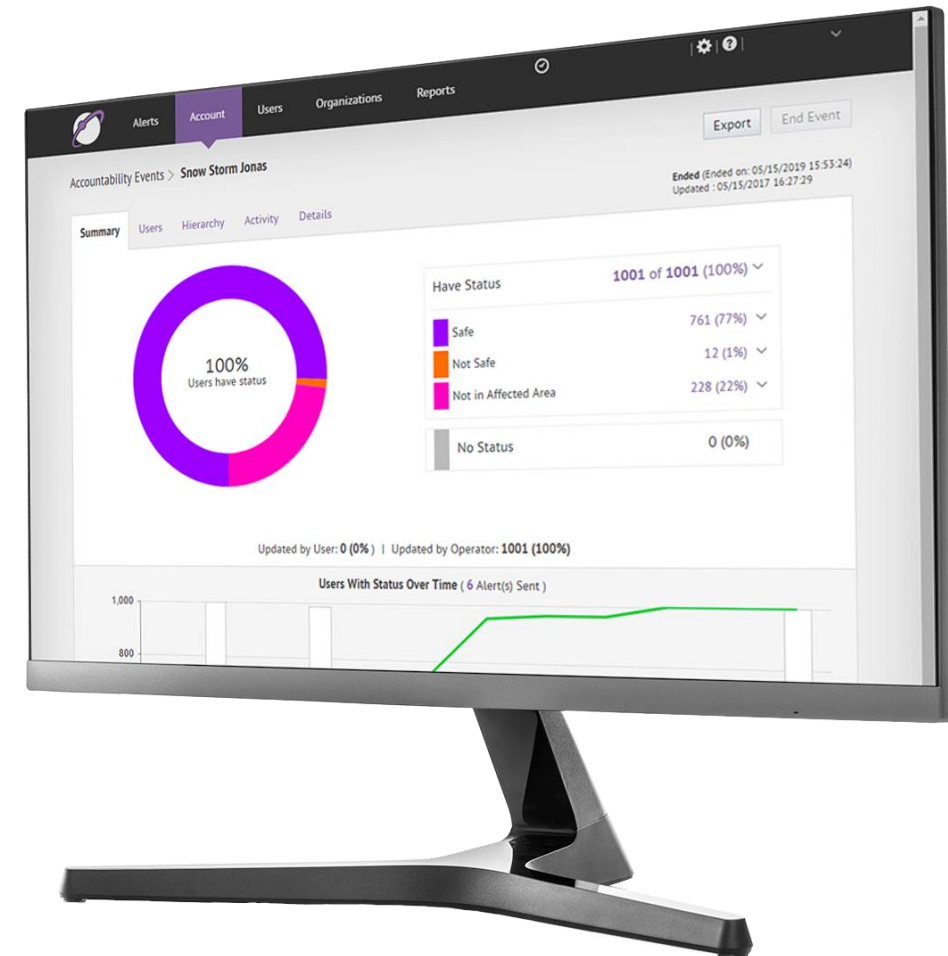 Alerts Account Users Organizations Reports
Export End Event
Accountability Events > Snow Storm Jonas
Ended (Ended on: 05/15/2019 15:53:24)
Updated : 05/15/2017 16:27:29
Summary Users Hierarchy Activity Details
100%
Users have status
Have Status 1001 of 1001 (100%)
Safe 761 (77%)
Not Safe 12 (1%)
Not in Affected Area 228 (22%)
No Status 0 (0%)
Updated by User: 0 (0% ) | Updated by Operator: 1001 (100%)
Users With Status Over Time ( 6 Alert(s) Sent )
1,000
800